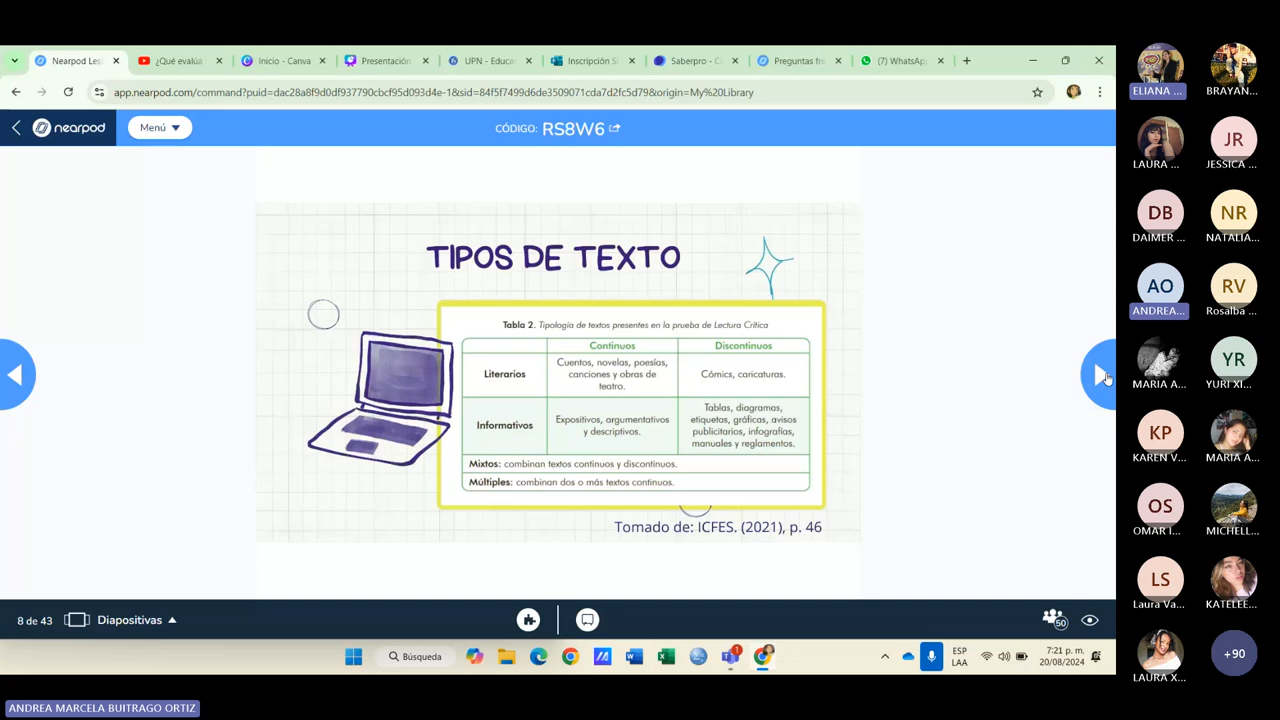 Nearpod Les
¿Qué evalúa
Inicio - Canva
Presentación
UPN - Educa
Inscripción Si
Saberpro - C
Preguntas fre
(7) WhatsApp
app.nearpod.com/command?puid=dac28a8f9d0df937790cbcf95d093d4e-1&sid=84f5f7499d6de3509071cda7d2fc5d79&origin=My%20Library
nearpod
Menú
CÓDIGO: RS8W6
TIPOS DE TEXTO
Tabla 2. Tipología de textos presentes en la prueba de Lectura Crítica
Continuos
Discontinuos
Literarios
Cuentos, novelas, poesías,
canciones y obras de
teatro.
Cómics, caricaturas.
Informativos
Expositivos, argumentativos
y descriptivos.
Tablas, diagramas,
etiquetas, gráficas, avisos
publicitarios, infografías,
manuales y reglamentos.
Mixtos: combinan textos continuos y discontinuos.
Múltiples: combinan dos o más textos continuos.
Tomado de: ICFES. (2021), p. 46
8 de 43
Diapositivas
50
Búsqueda
1
ESP
LAA
7:21 p. m.
20/08/2024
ELIANA ...
BRAYAN...
LAURA ...
JR
JESSICA ...
DB
DAIMER ...
NR
NATALIA...
AO
ANDREA...
RV
Rosalba ...
MARIA A...
YR
YURI XI...
KP
KAREN V...
MARIA A...
OS
OMAR I...
MICHELL...
LS
Laura Va...
KATELEE...
LAURA X...
+90
ANDREA MARCELA BUITRAGO ORTIZ